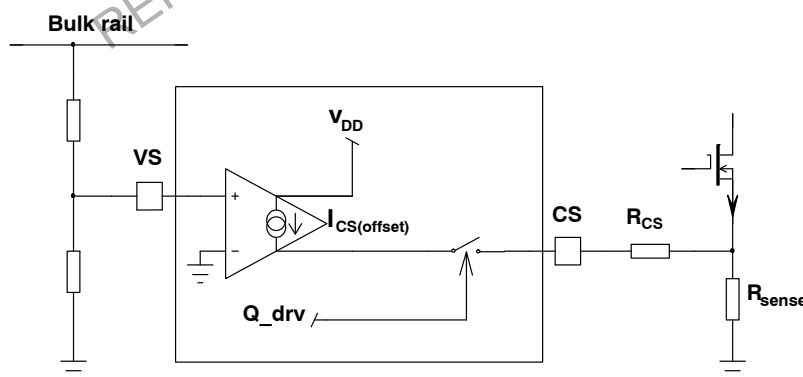 Bulk rail
VDD
VS
+
ICS(offset)
CS
RCS
–
Q_drv
Rsense